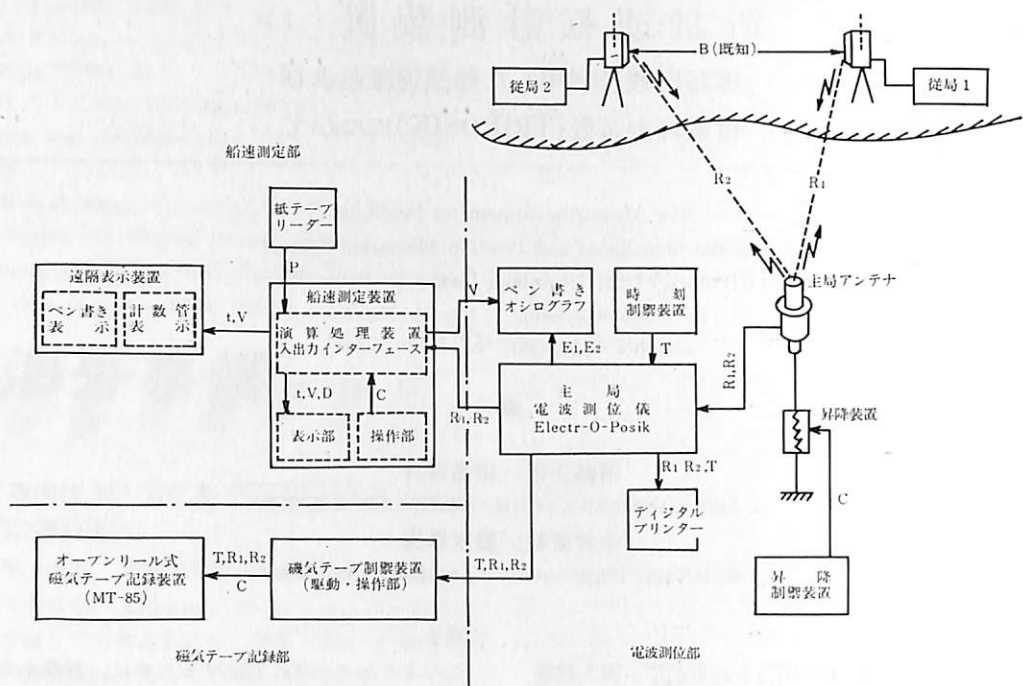 B(既知)
従局2
従局1
R2
R1
主局アンテナ
船速測定部
紙テープ
リーダー
P
遠隔表示装置
ペン書き
表示
計数管
表示
t,V
船速測定装置
演算処理装置
入出力インターフェース
t,V,D
C
表示部
操作部
V
ペン書き
オシログラフ
時刻
制禦装置
E1,E2
T
R1,R2
主局
電波測位儀
Electr-O-Posik
R1,R2
昇降装置
R1 R2,T
ディジタル
プリンター
C
昇降
制禦装置
オープンリール式
磁気テープ記録装置
(MT-85)
T,R1,R2
C
磯気テープ制禦装置
(駆動・操作部)
T,R1,R2
磁気テープ記録部
電波測位部